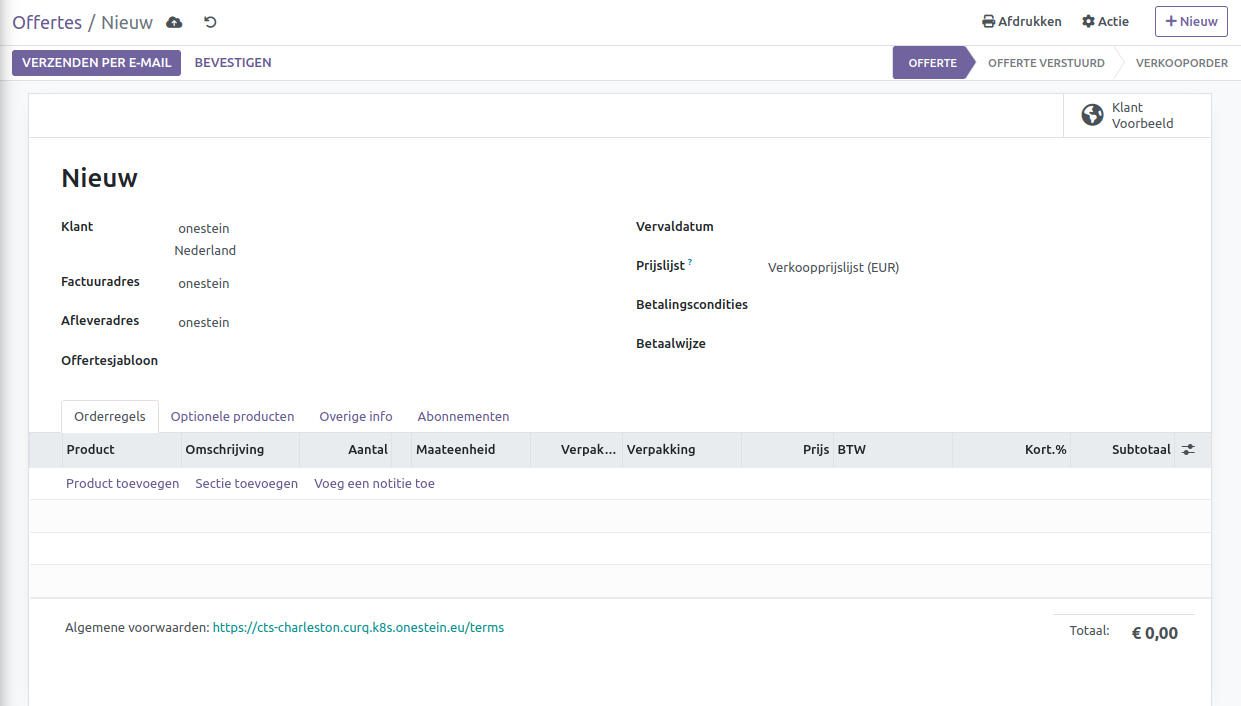 Offertes / Nieuw
Afdrukken Actie + Nieuw
VERZENDEN PER E-MAIL BEVESTIGEN OFFERTE OFFERTE VERSTUURD VERKOOPORDER
Klant
Voorbeeld
Nieuw
Klant onestein
Nederland
Factuuradres onestein
Afleveradres onestein
Offertesjabloon
Vervaldatum
Prijslijst ? Verkoopprijslijst (EUR)
Betalingscondities
Betaalwijze
Orderregels Optionele producten Overige info Abonnementen
Product Omschrijving Aantal Maateenheid Verpak... Verpakking Prijs BTW Kort.% Subtotaal
Product toevoegen Sectie toevoegen Voeg een notitie toe
Algemene voorwaarden: https://cts-charleston.curq.k8s.onestein.eu/terms
Totaal: € 0,00